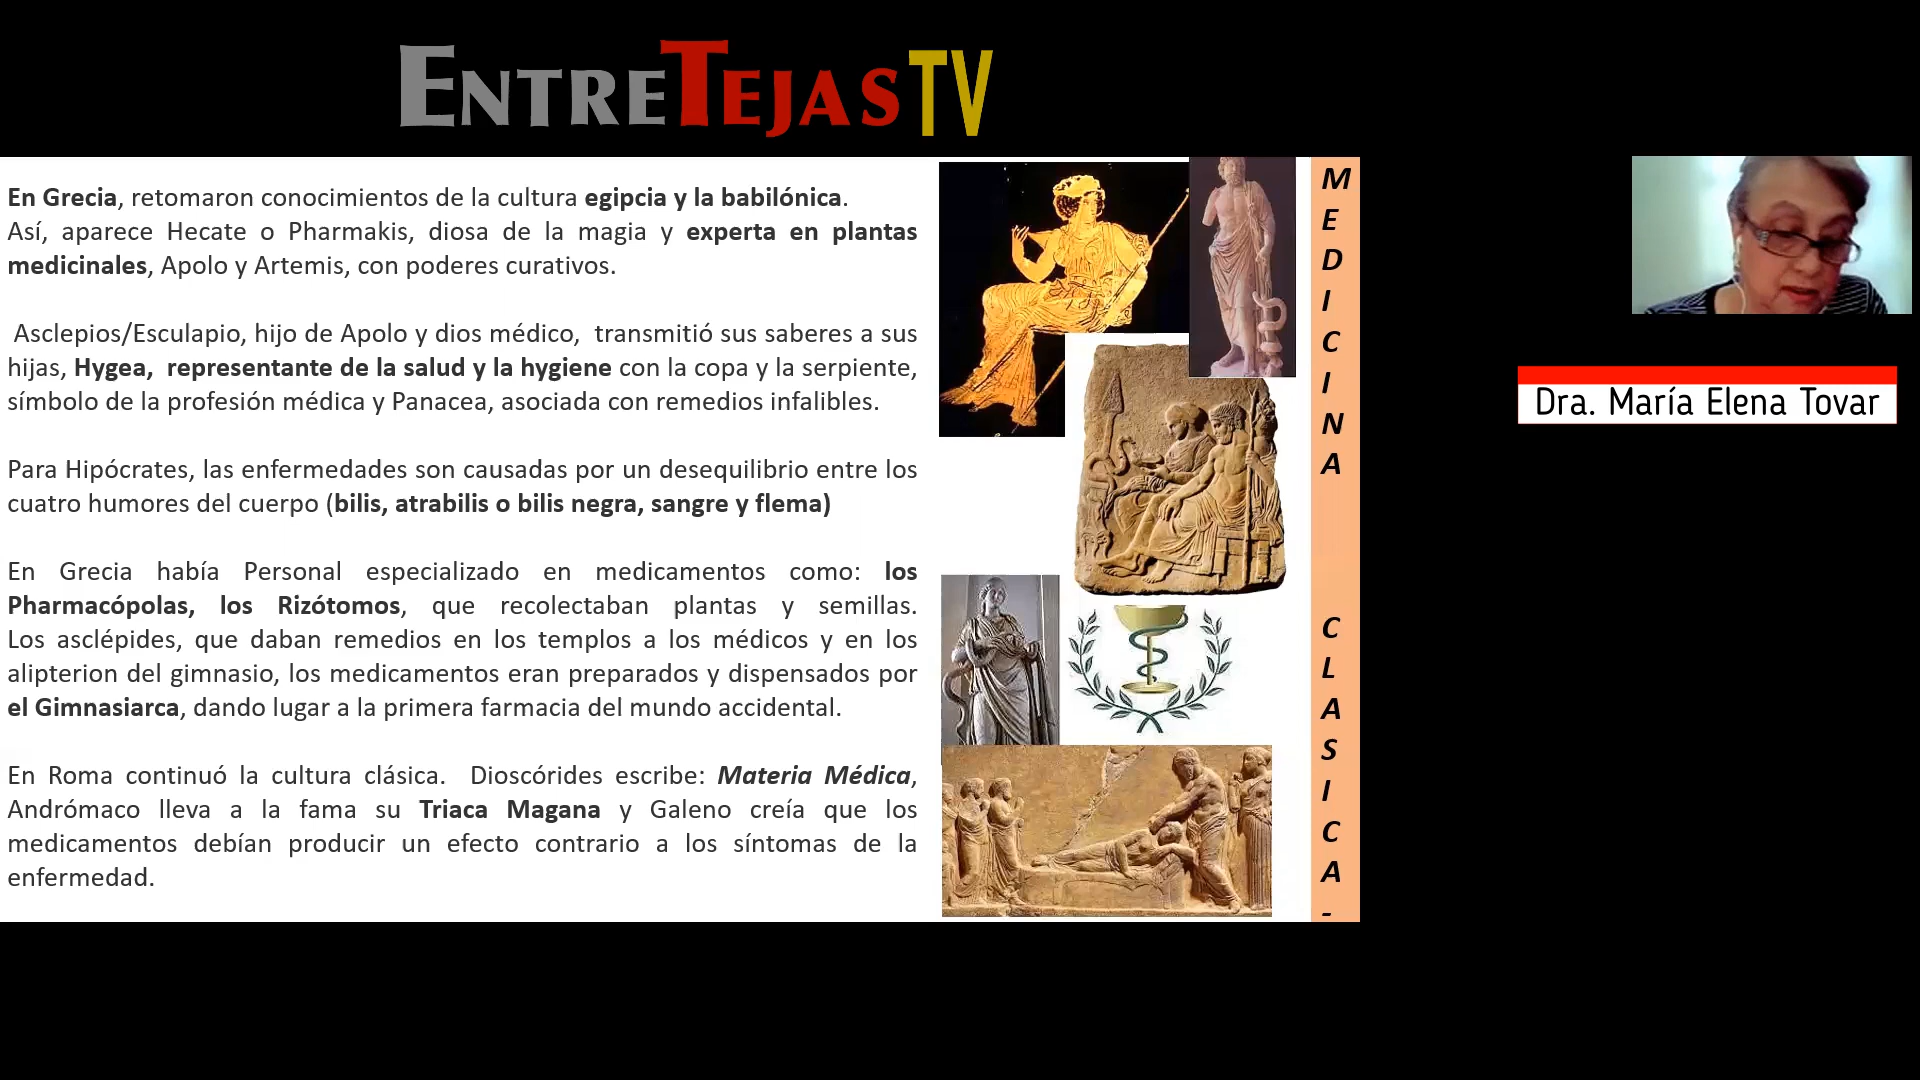 ENTRETEJASTV
En Grecia, retomaron conocimientos de la cultura egipcia y la babilónica.
Así, aparece Hecate o Pharmakis, diosa de la magia y experta en plantas
medicinales, Apolo y Artemis, con poderes curativos.
Asclepios/Esculapio, hijo de Apolo y dios médico, transmitió sus saberes a sus
hijas, Hygea, representante de la salud y la hygiene con la copa y la serpiente,
símbolo de la profesión médica y Panacea, asociada con remedios infalibles.
Para Hipócrates, las enfermedades son causadas por un desequilibrio entre los
cuatro humores del cuerpo (bilis, atrabilis o bilis negra, sangre y flema)
En Grecia había Personal especializado en medicamentos como: los
Pharmacópolas, los Rizótomos, que recolectaban plantas y semillas.
Los asclépides, que daban remedios en los templos a los médicos y en los
alipterion del gimnasio, los medicamentos eran preparados y dispensados por
el Gimnasiarca, dando lugar a la primera farmacia del mundo accidental.
En Roma continuó la cultura clásica. Dioscórides escribe: Materia Médica,
Andrómaco lleva a la fama su Triaca Magana y Galeno creía que los
medicamentos debían producir un efecto contrario a los síntomas de la
enfermedad.
MEDICINA CLASICA-
Dra. María Elena Tovar